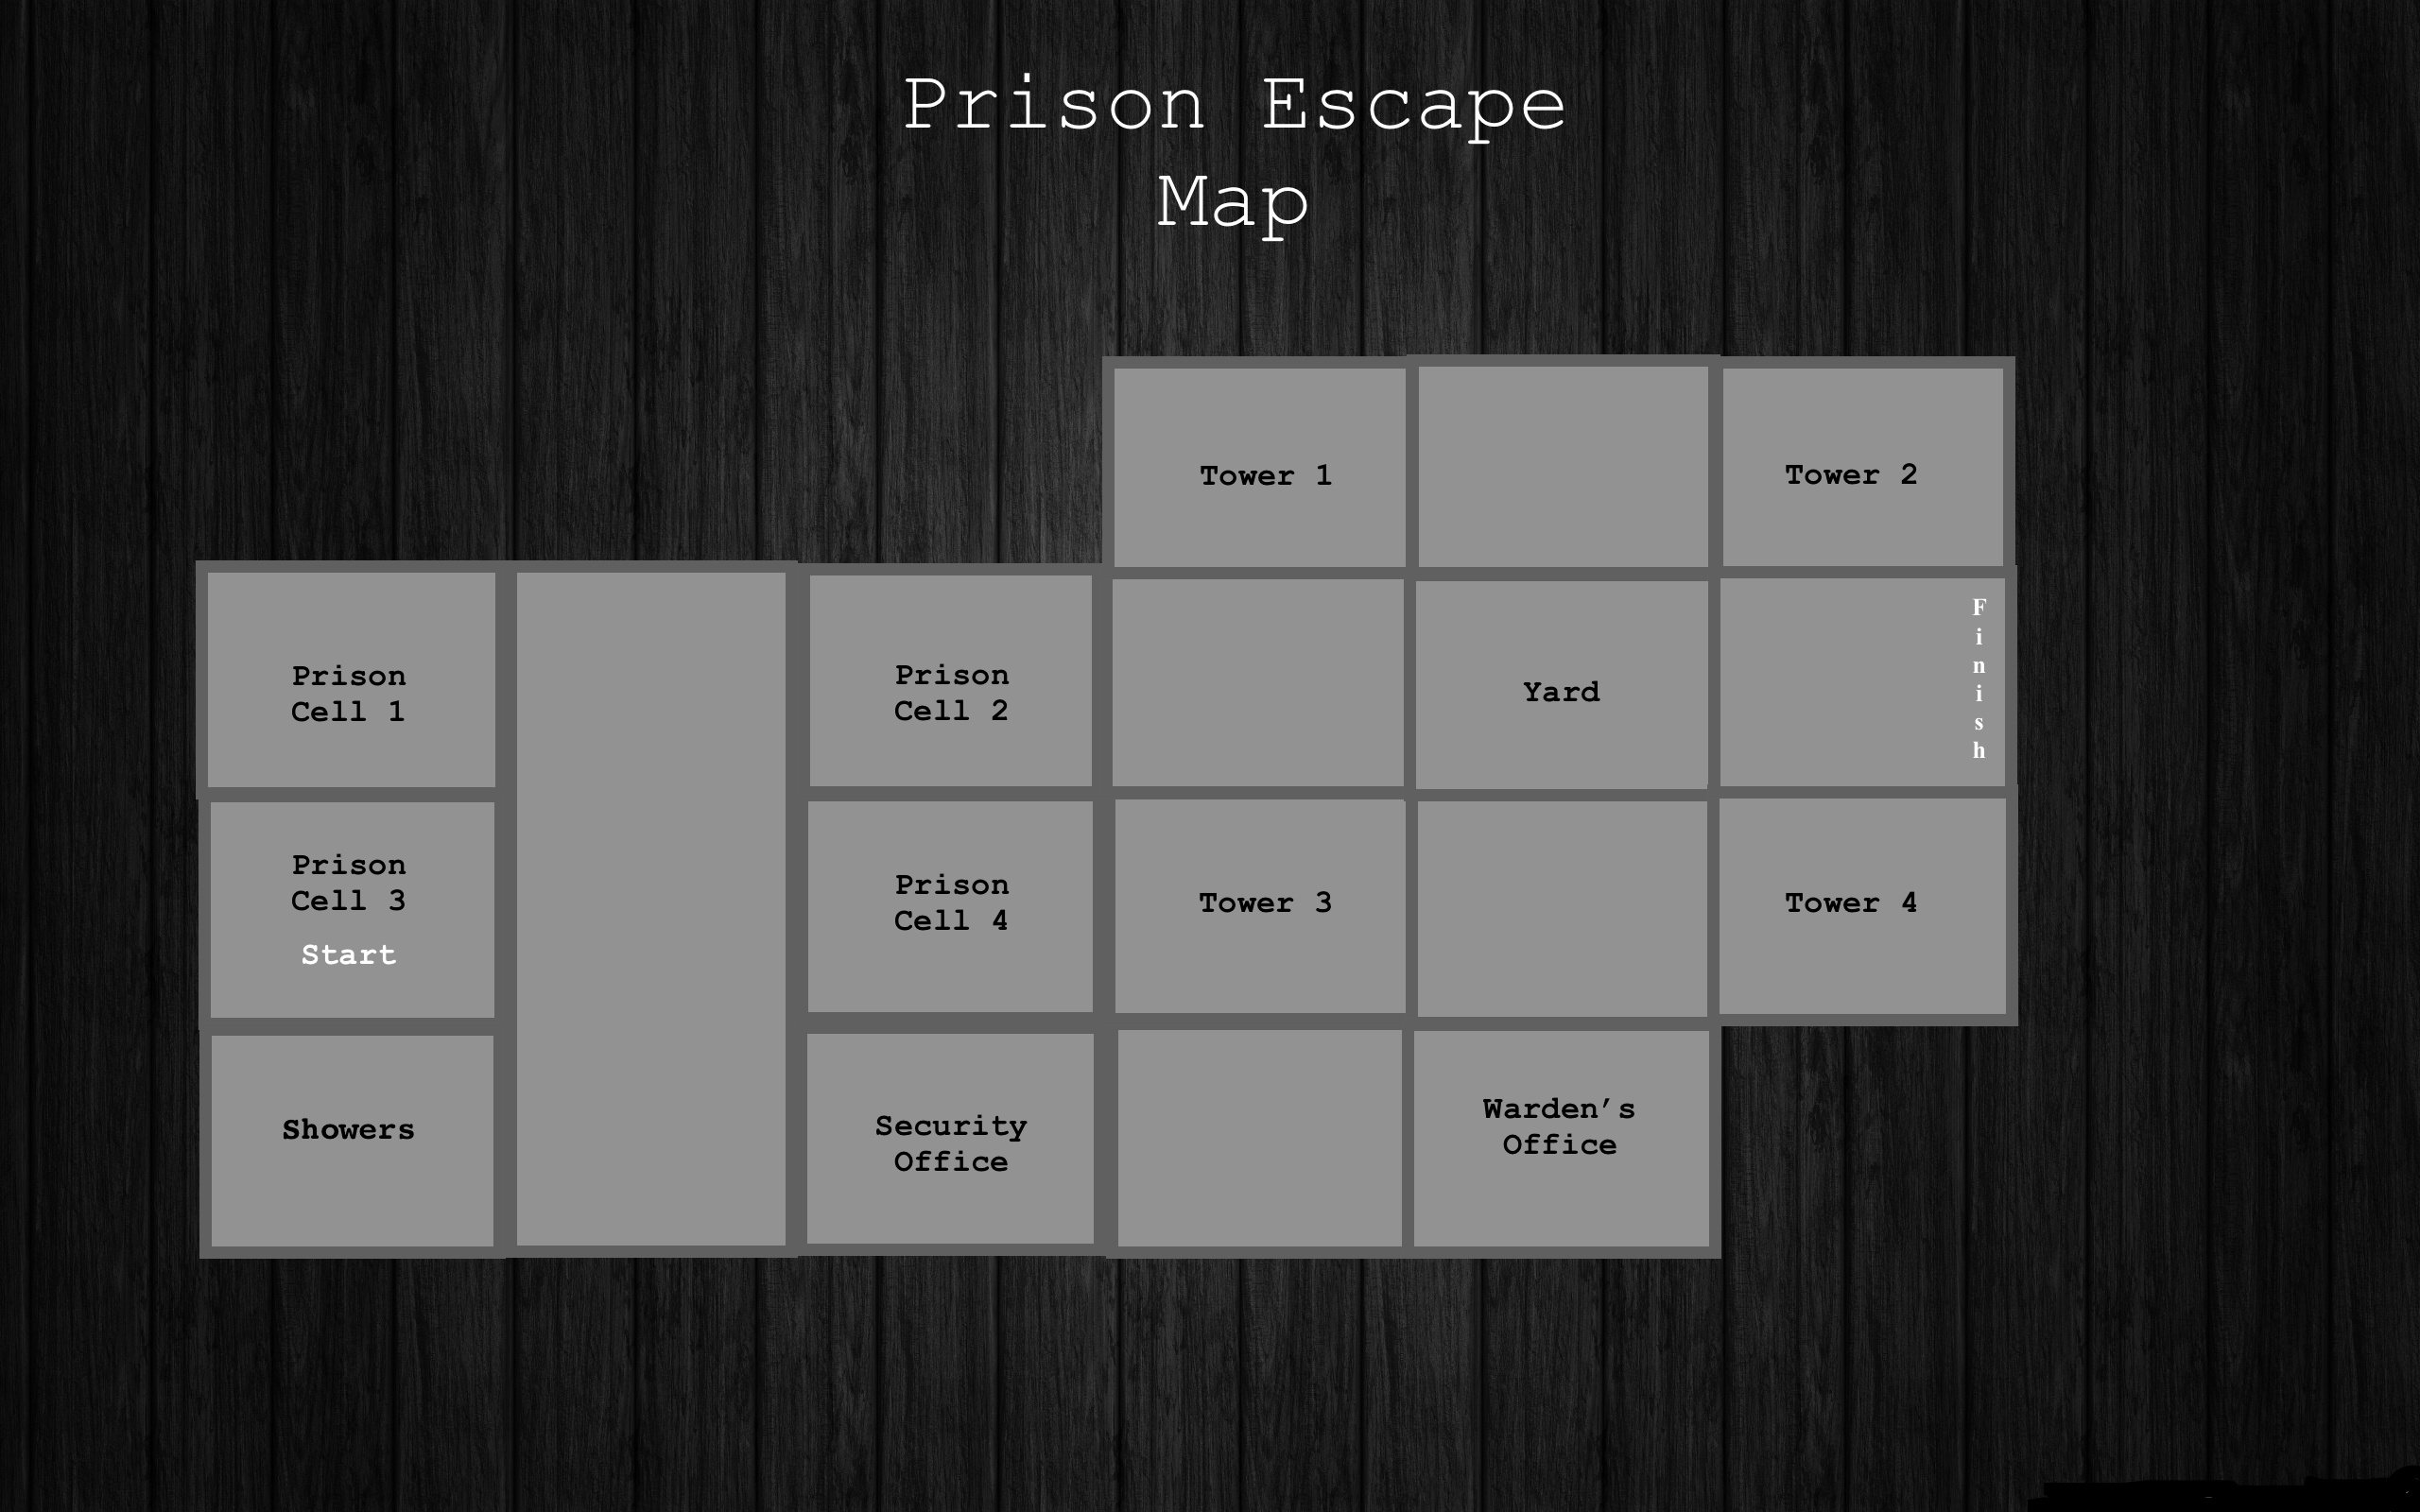 Prison Escape
Map
Tower 1
Tower 2
Prison
Cell 1
Prison
Cell 2
Yard
Finish
Prison
Cell 3
Start
Prison
Cell 4
Tower 3
Tower 4
Showers
Security
Office
Warden’s
Office